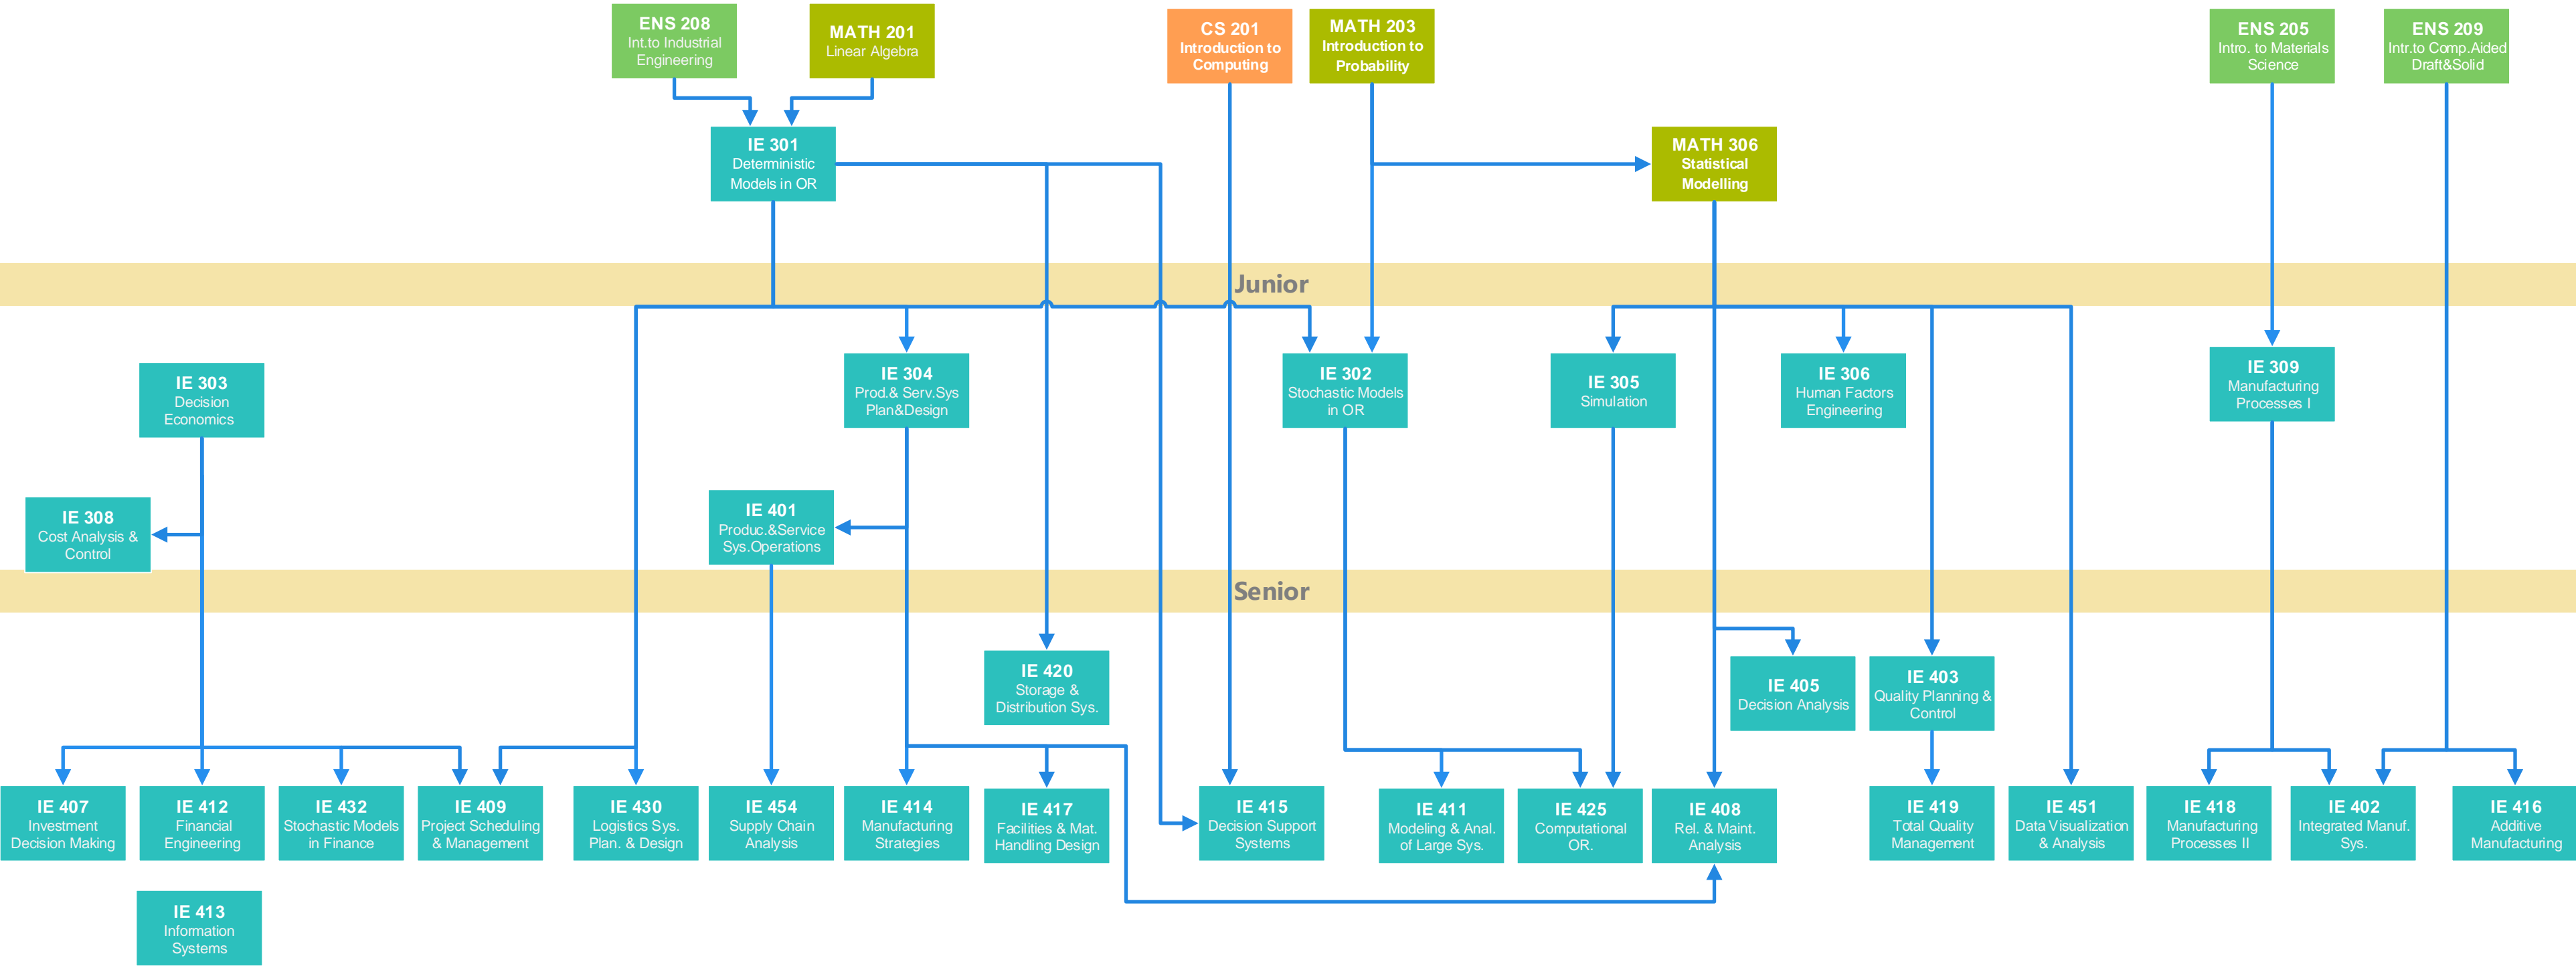 ENS 208
Int.to Industrial
Engineering
MATH 201
Linear Algebra
CS 201
Introduction to
Computing
MATH 203
Introduction to
Probability
ENS 205
Intro. to Materials
Science
ENS 209
Intr.to Comp.Aided
Draft&Solid
IE 301
Deterministic
Models in OR
MATH 306
Statistical
Modelling
Junior
IE 303
Decision
Economics
IE 304
Prod.& Serv.Sys
Plan&Design
IE 302
Stochastic Models
in OR
IE 305
Simulation
IE 306
Human Factors
Engineering
IE 309
Manufacturing
Processes I
IE 308
Cost Analysis &
Control
IE 401
Produc.&Service
Sys.Operations
Senior
IE 420
Storage &
Distribution Sys.
IE 405
Decision Analysis
IE 403
Quality Planning &
Control
IE 407
Investment
Decision Making
IE 412
Financial
Engineering
IE 432
Stochastic Models
in Finance
IE 409
Project Scheduling
& Management
IE 430
Logistics Sys.
Plan. & Design
IE 454
Supply Chain
Analysis
IE 414
Manufacturing
Strategies
IE 417
Facilities & Mat.
Handling Design
IE 415
Decision Support
Systems
IE 411
Modeling & Anal.
of Large Sys.
IE 425
Computational
OR.
IE 408
Rel. & Maint.
Analysis
IE 419
Total Quality
Management
IE 451
Data Visualization
& Analysis
IE 418
Manufacturing
Processes II
IE 402
Integrated Manuf.
Sys.
IE 416
Additive
Manufacturing
IE 413
Information
Systems